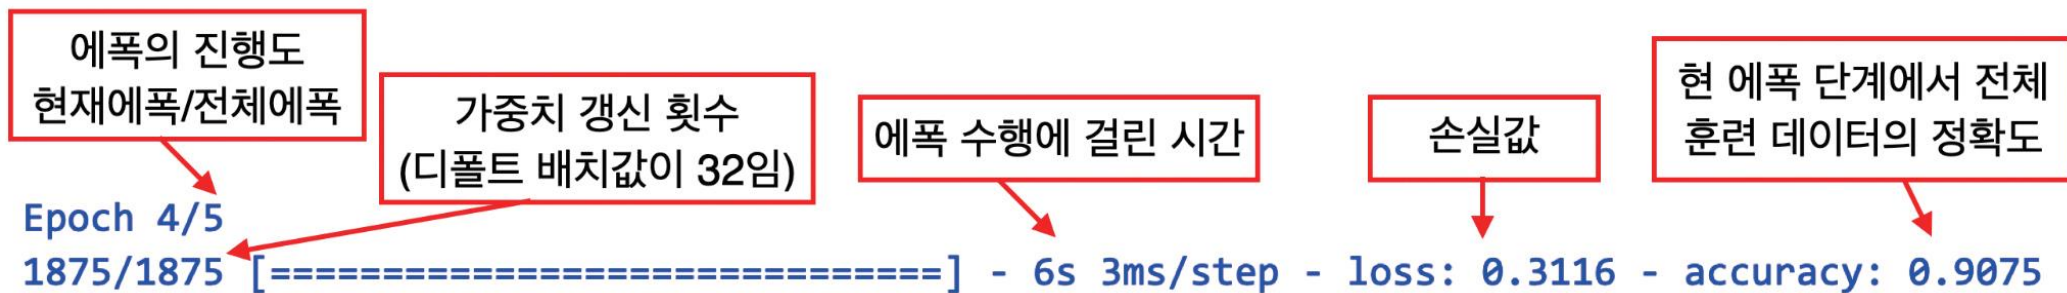 에폭의 진행도
현재에폭/전체에폭
가중치 갱신 횟수
(디폴트 배치값이 32임)
에폭 수행에 걸린 시간
손실값
현 에폭 단계에서 전체
훈련 데이터의 정확도
Epoch 4/5
1875/1875 [==============================] - 6s 3ms/step - loss: 0.3116 - accuracy: 0.9075